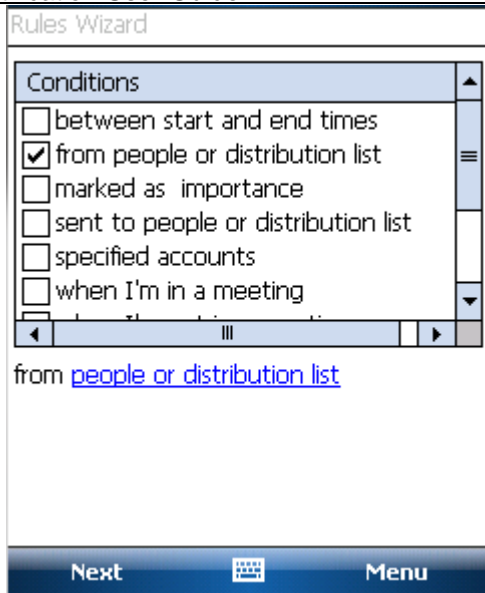 Rules Wizard
Conditions
between start and end times
from people or distribution list
marked as  importance
sent to people or distribution list
specified accounts
when I'm in a meeting
from people or distribution list
Next
Menu